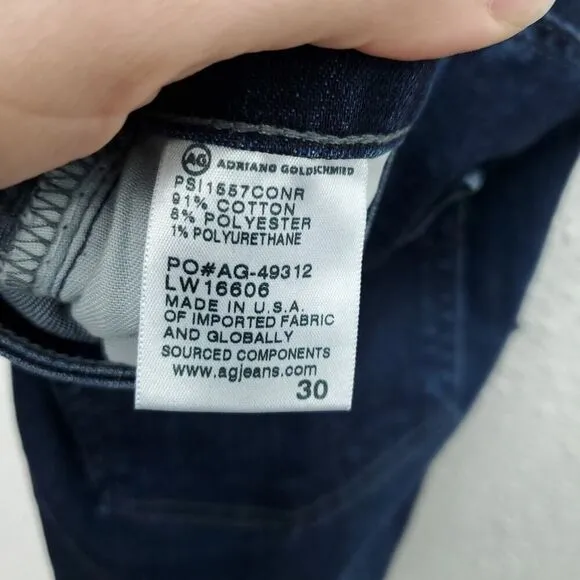 AG ADRIANO GOLDSCHMIED
PSI1557CONR
91% COTTON
8% POLYESTER
1% POLYURETHANE
PO#AG-49312
LW16606
MADE IN U.S.A.
OF IMPORTED FABRIC
AND GLOBALLY
SOURCED COMPONENTS
www.agjeans.com
30